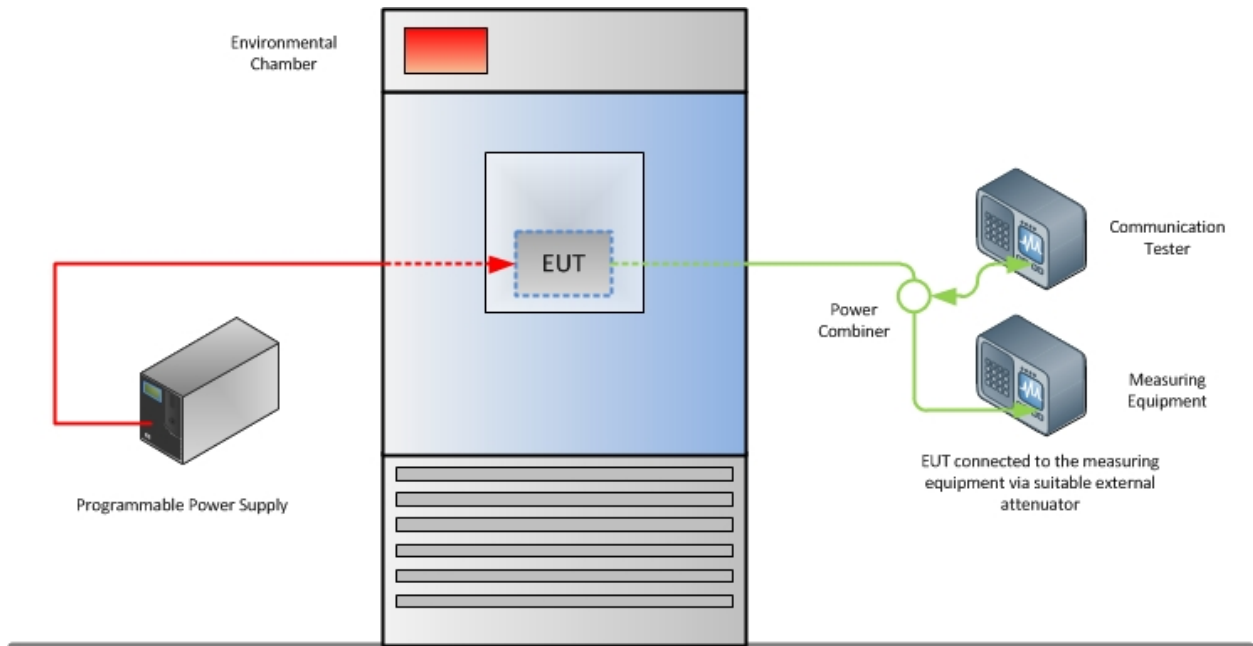 Environmental
Chamber
EUT
Communication
Tester
Power
Combiner
Measuring
Equipment
EUT connected to the measuring
equipment via suitable external
attenuator
Programmable Power Supply